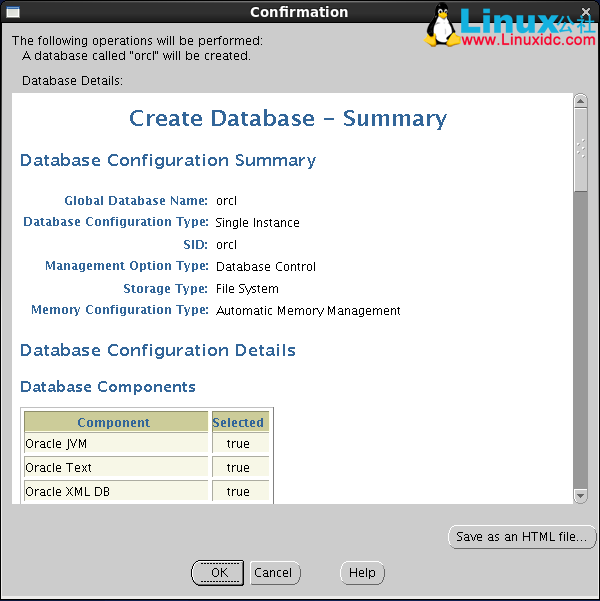 Confirmation
Linux公社
www.Linuxidc.com
The following operations will be performed:
A database called "orcl" will be created.
Database Details:
Create Database – Summary
Database Configuration Summary
Global Database Name: orcl
Database Configuration Type: Single Instance
SID: orcl
Management Option Type: Database Control
Storage Type: File System
Memory Configuration Type: Automatic Memory Management
Database Configuration Details
Database Components
Component Selected
Oracle JVM true
Oracle Text true
Oracle XML DB true
Save as an HTML file...
OK Cancel Help